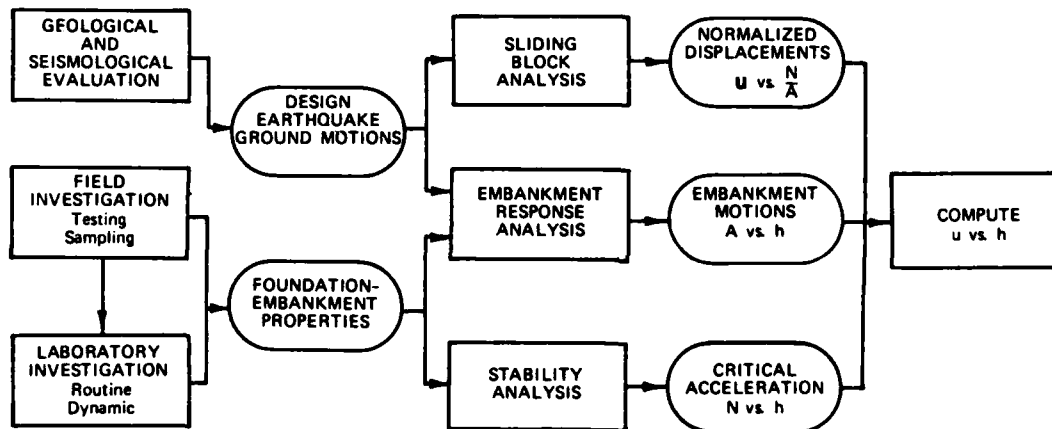 GEOLOGICAL
AND
SEISMOLOGICAL
EVALUATION
DESIGN
EARTHQUAKE
GROUND MOTIONS
SLIDING
BLOCK
ANALYSIS
NORMALIZED
DISPLACEMENTS
u vs. N/A
FIELD
INVESTIGATION
Testing
Sampling
FOUNDATION-
EMBANKMENT
PROPERTIES
EMBANKMENT
RESPONSE
ANALYSIS
EMBANKMENT
MOTIONS
A vs. h
COMPUTE
u vs. h
LABORATORY
INVESTIGATION
Routine
Dynamic
STABILITY
ANALYSIS
CRITICAL
ACCELERATION
N vs. h